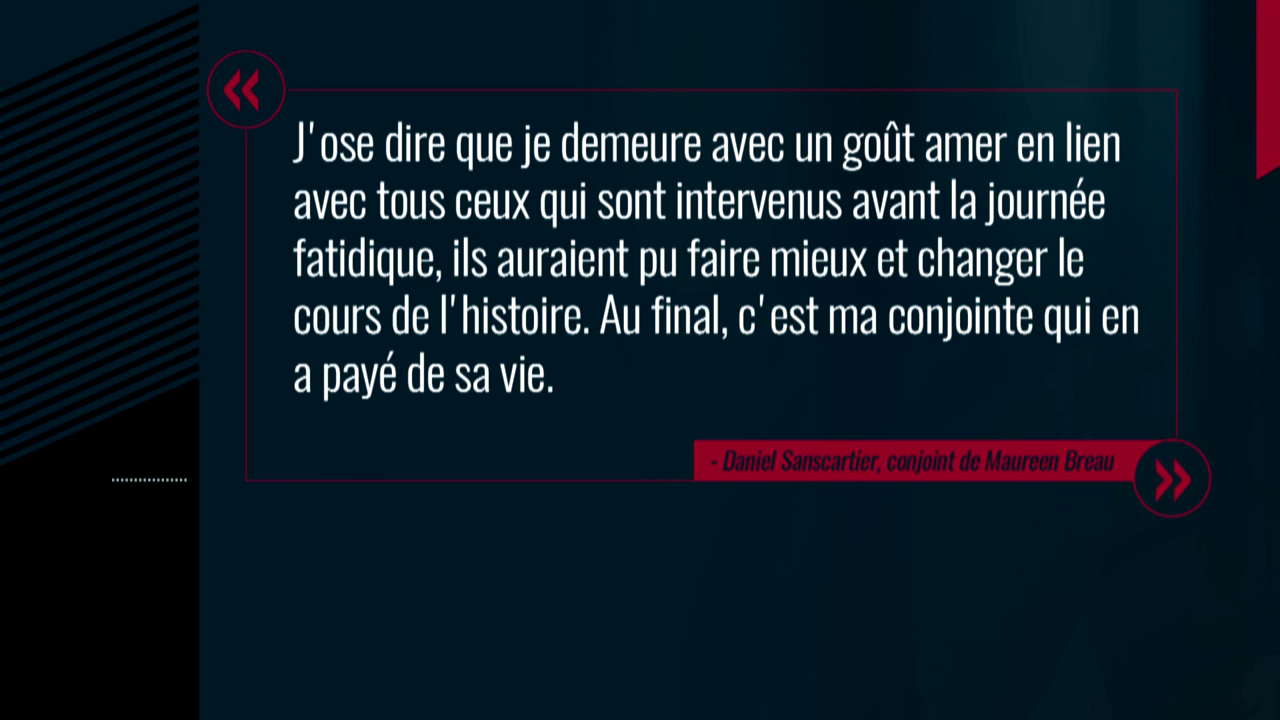 «
J'ose dire que je demeure avec un goût amer en lien
avec tous ceux qui sont intervenus avant la journée
fatidique, ils auraient pu faire mieux et changer le
cours de l'histoire. Au final, c'est ma conjointe qui en
a payé de sa vie.
- Daniel Sanscartier, conjoint de Maureen Breau
»